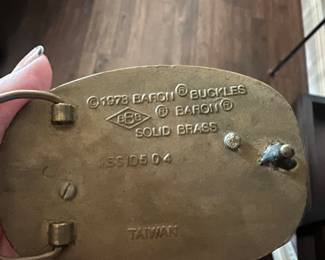 ©1978 BARON® BUCKLES
BBB ® BARON®
SOLID BRASS
TAIWAN